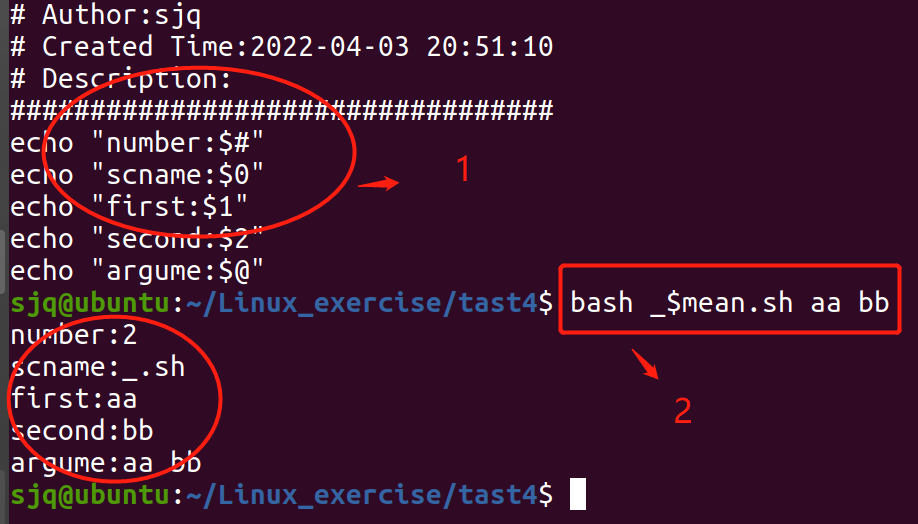 # Author:sjq
# Created Time:2022-04-03 20:51:10
# Description:
##################################
echo "number:$#"
echo "scname:$0"
1
echo "first:$1"
echo "second:$2"
echo "argume:$@"
sjq@ubuntu:~/Linux_exercise/tast4$ bash _$mean.sh aa bb
number:2
scname:_.sh
first:aa
2
second:bb
argume:aa bb
sjq@ubuntu:~/Linux_exercise/tast4$